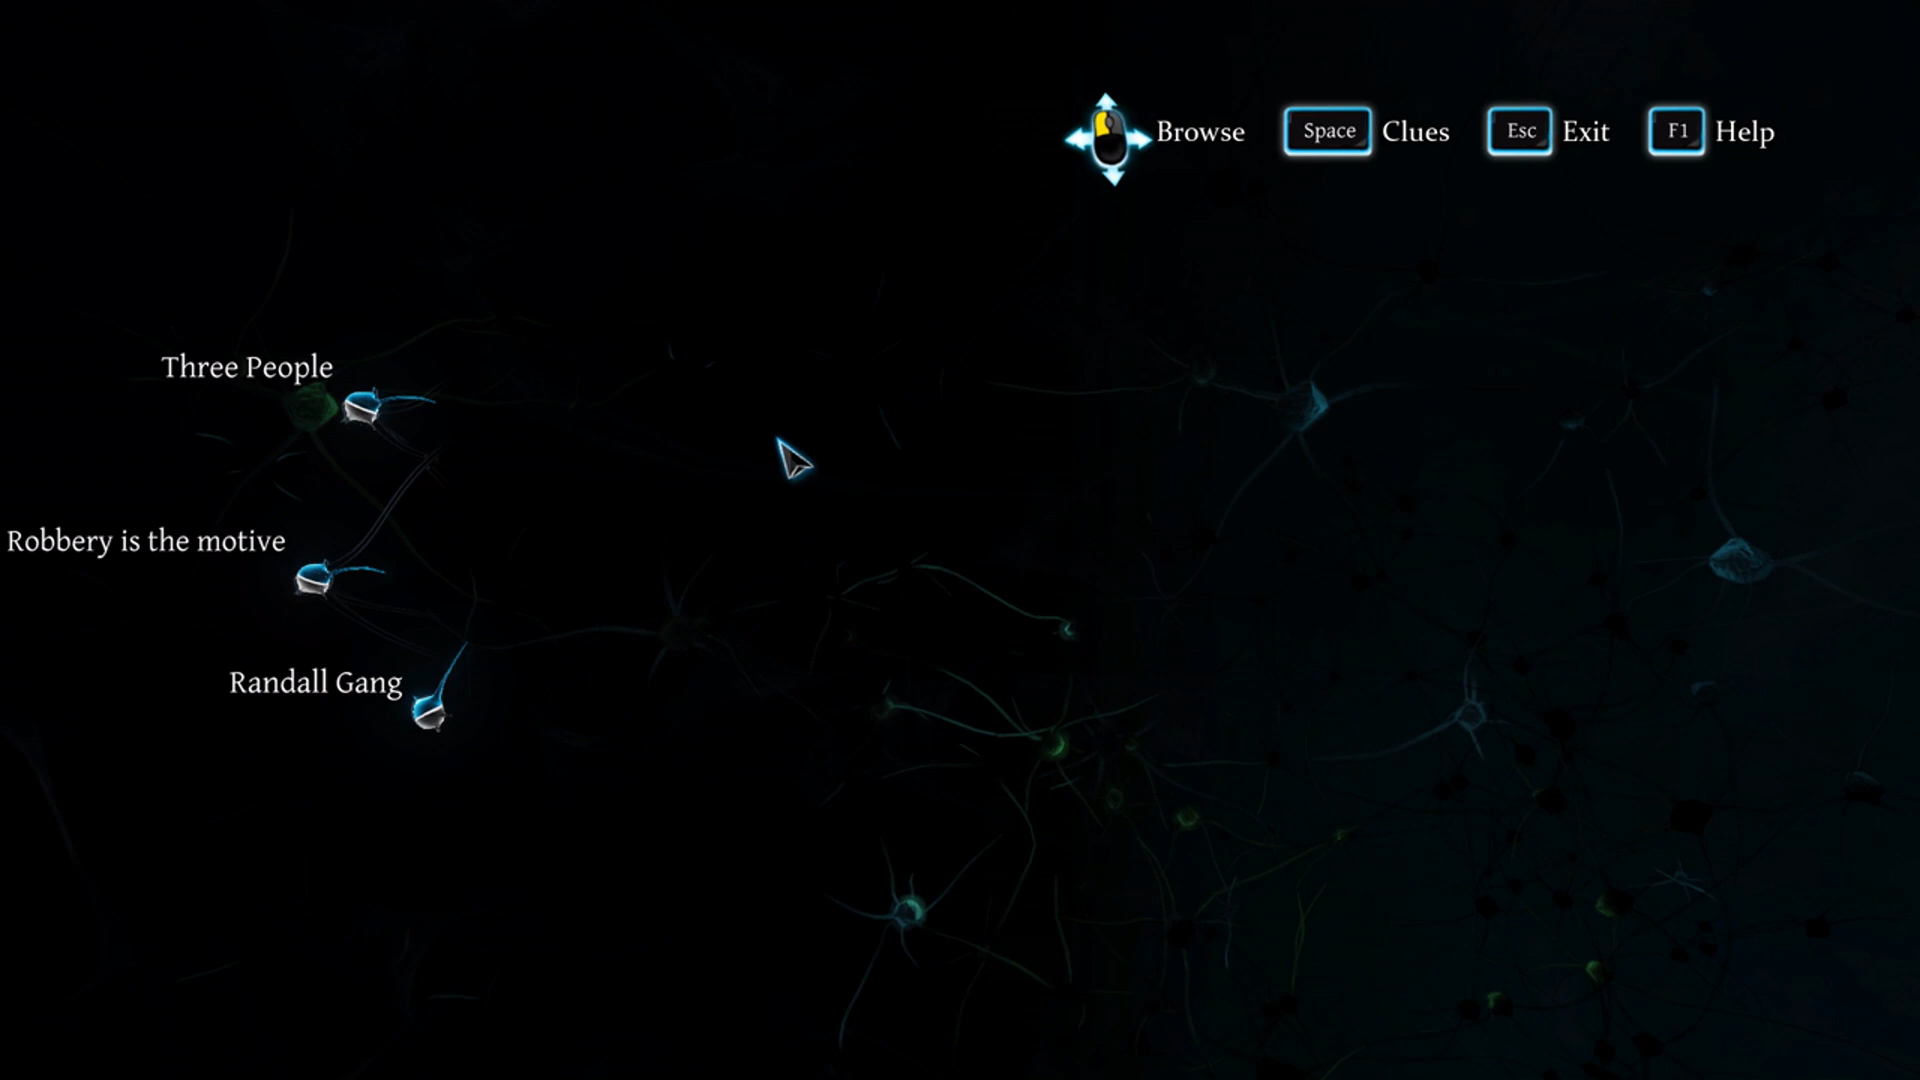 Browse
Space
Clues
Esc
Exit
F1
Help
Three People
Robbery is the motive
Randall Gang